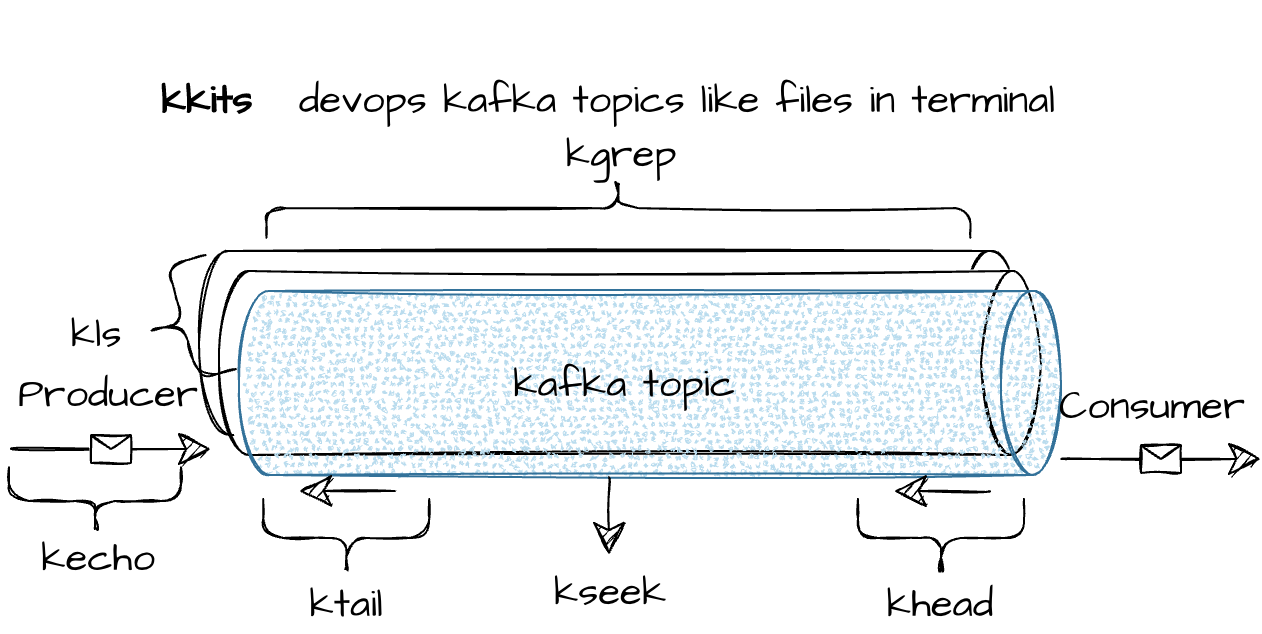 kkits devops kafka topics like files in terminal
kgrep
kls
Producer
kafka topic
Consumer
kecho
ktail
kseek
khead